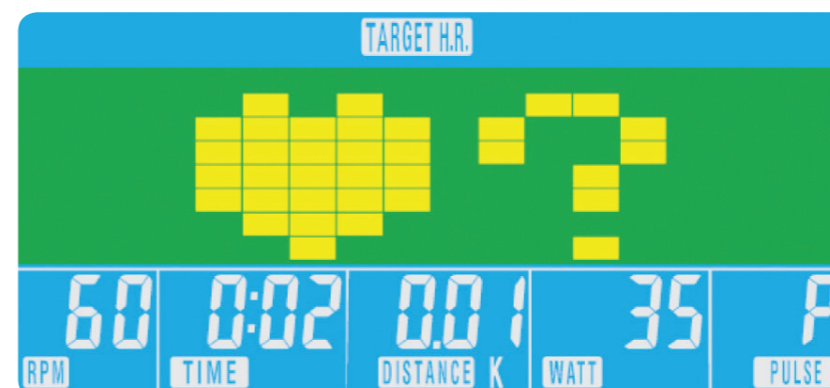 TARGET H.R.
?
60 0:02 0.01 35 P
RPM TIME DISTANCE K WATT PULSE